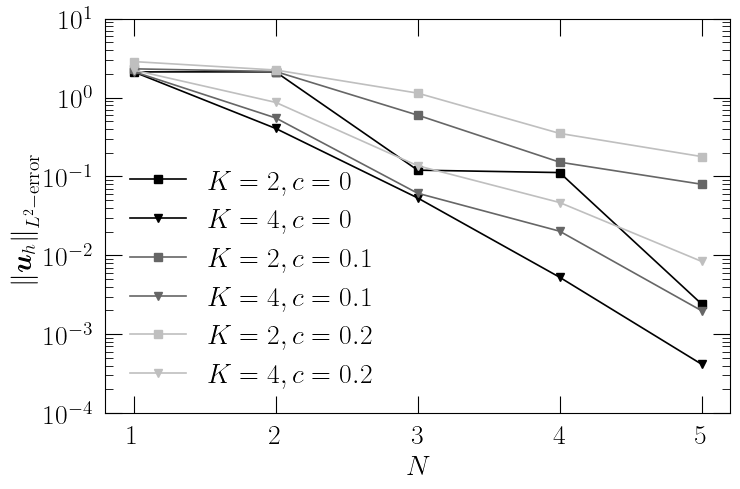 10^1
10^0
10^{-1}
10^{-2}
10^{-3}
10^{-4}
‖u_h‖_{L^2−error}
K = 2, c = 0
K = 4, c = 0
K = 2, c = 0.1
K = 4, c = 0.1
K = 2, c = 0.2
K = 4, c = 0.2
1 2 3 4 5
N